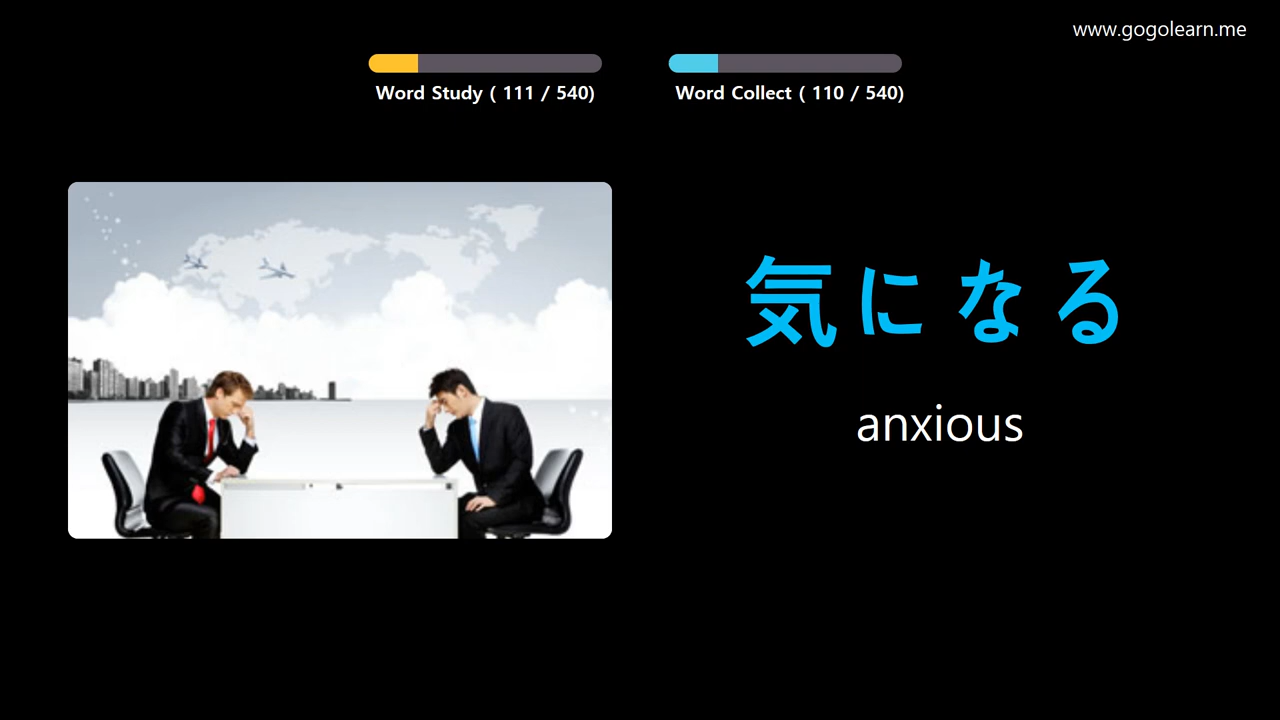 www.gogolearn.me
Word Study ( 111 / 540)
Word Collect ( 110 / 540)
気になる
anxious